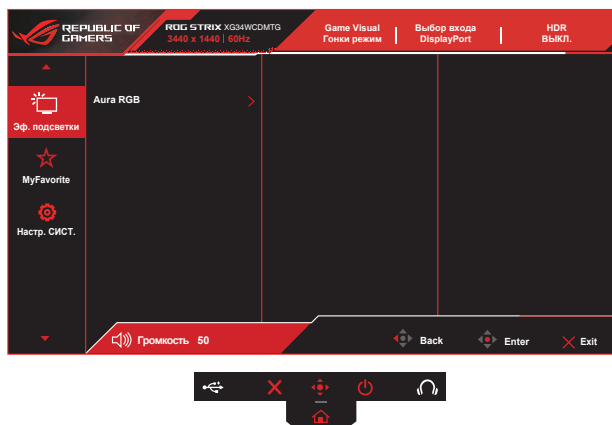 REPUBLIC OF
GAMERS
ROG STRIX XG34WCDMTG
3440 x 1440 | 60Hz
Game Visual
Гонки режим
Выбор входа
DisplayPort
HDR
ВЫКЛ.
Эф. подсветки
Aura RGB
MyFavorite
Настр. СИСТ.
Громкость 50
Back
Enter
Exit